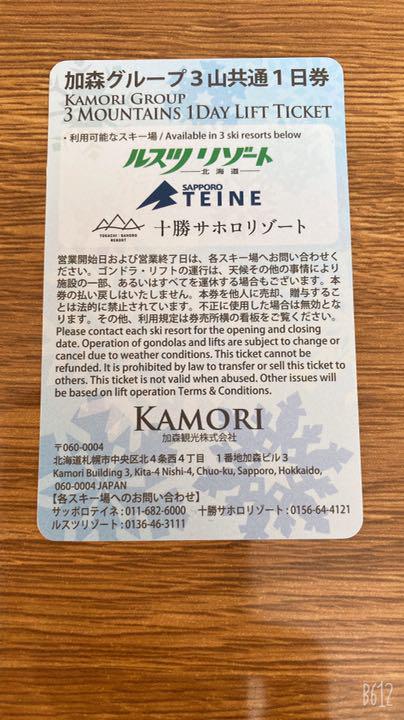 加森グループ3山共通1日券
KAMORI GROUP
3 MOUNTAINS 1DAY LIFT TICKET
・利用可能なスキー場 / Available in 3 ski resorts below
ルスツリゾート
北海道
SAPPORO
TEINE
TOKACHI SAHORO
RESORT
十勝サホロリゾート
営業開始日および営業終了日は、各スキー場へお問い合わせく
ださい。ゴンドラ・リフトの運行は、天候その他の事情により
施設の一部、あるいはすべてを運休する場合もございます。本
券の払い戻しはいたしません。本券を他人に売却、贈与するこ
とは法的に禁止されています。不正に使用した場合は無効とな
ります。その他、利用規定は券売所横の看板をご覧ください。
Please contact each ski resort for the opening and closing
date. Operation of gondolas and lifts are subject to change or
cancel due to weather conditions. This ticket cannot be
refunded. It is prohibited by law to transfer or sell this ticket to
others. This ticket is not valid when abused. Other issues will
be based on lift operation Terms & Conditions.
KAMORI
加森観光株式会社
〒060-0004
北海道札幌市中央区北4条西4丁目 1番地加森ビル3
Kamori Building 3, Kita-4 Nishi-4, Chuo-ku, Sapporo, Hokkaido,
060-0004 JAPAN
【各スキー場へのお問い合わせ】
サッポロテイネ:011-682-6000 十勝サホロリゾート:0156-64-4121
ルスツリゾート:0136-46-3111
B612